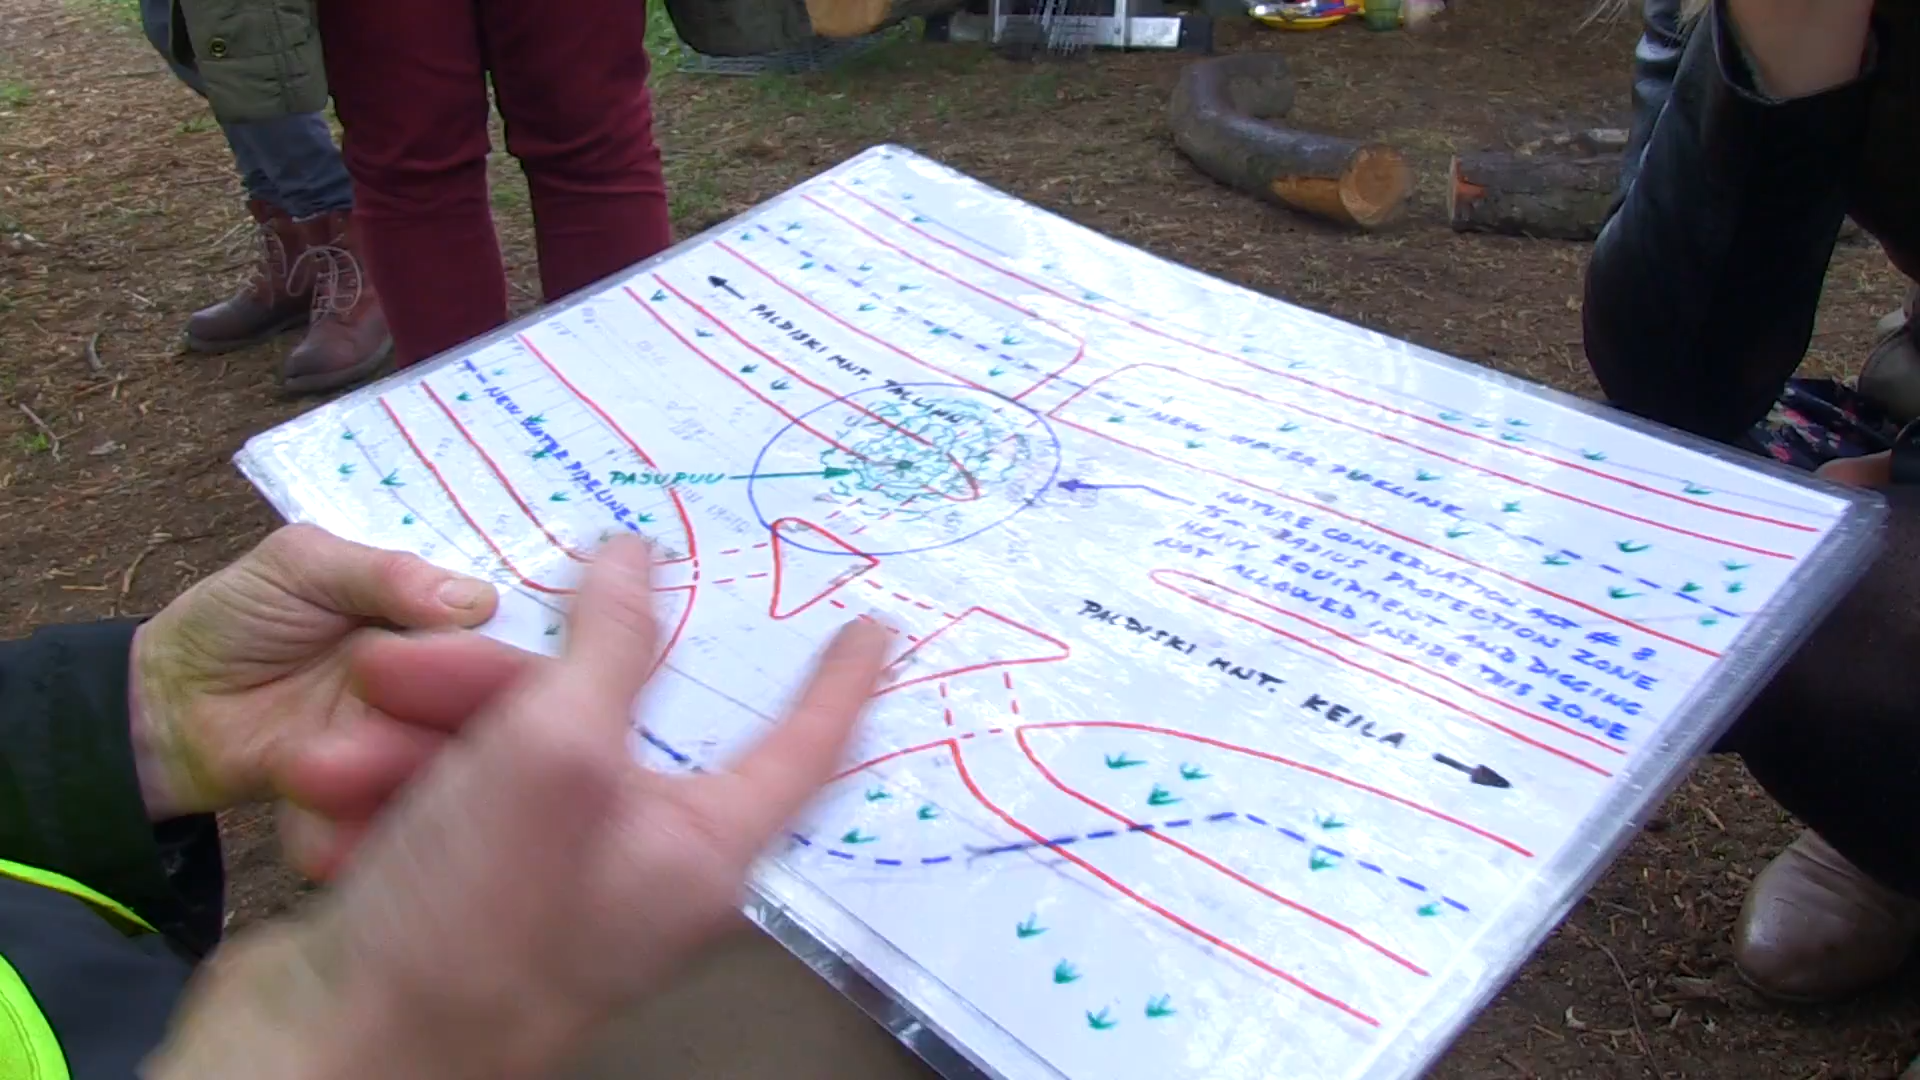 PALDISKI MNT. TALLINN
NEW WATER PIPELINE
PAJUPUU
NEW WATER PIPELINE
NATURE CONSERVATION ACT # 8
15m RADIUS PROTECTION ZONE
HEAVY EQUIPMENT AND DIGGING
NOT ALLOWED INSIDE THIS ZONE
PALDISKI MNT. KEILA